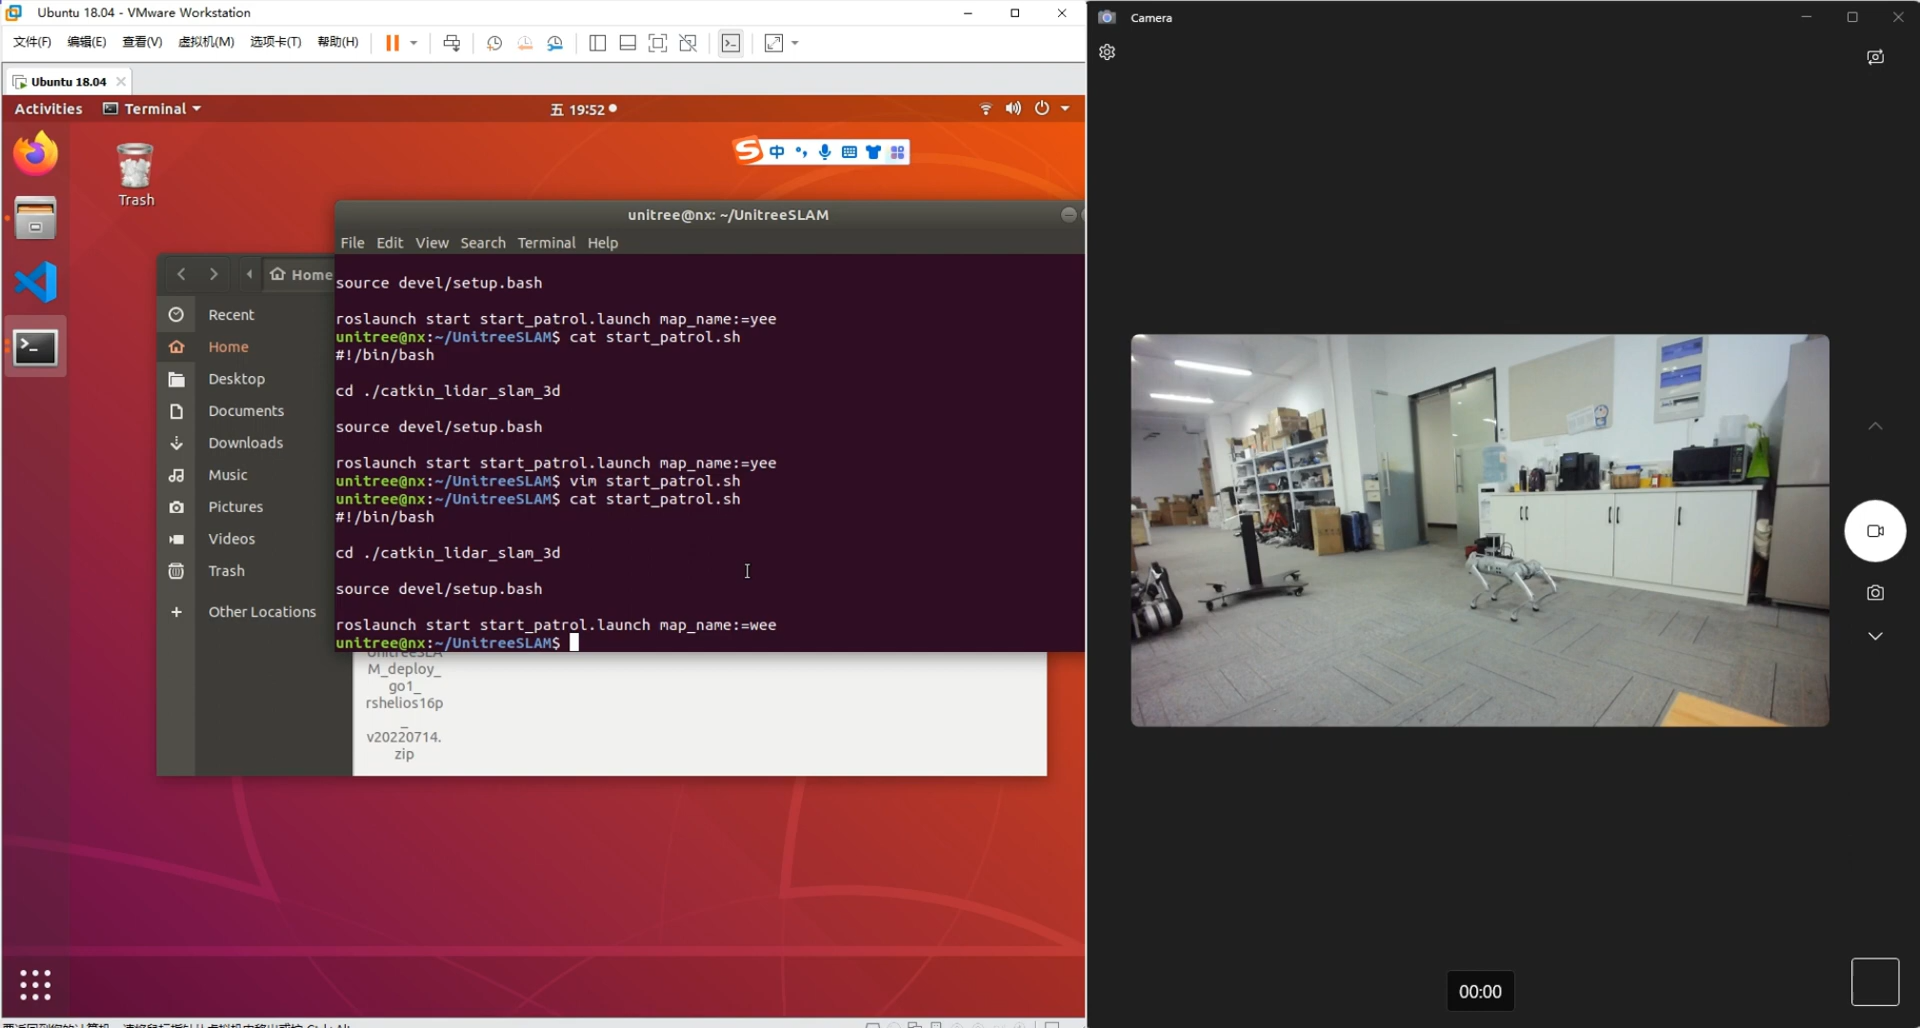 Ubuntu 18.04 - VMware Workstation
文件(F) 编辑(E) 查看(V) 虚拟机(M) 选项卡(T) 帮助(H)
Ubuntu 18.04
Activities Terminal 五 19:52
中
Trash
unitree@nx: ~/UnitreeSLAM
File Edit View Search Terminal Help
Home
Recent
Home
Desktop
Documents
Downloads
Music
Pictures
Videos
Trash
Other Locations
source devel/setup.bash
roslaunch start start_patrol.launch map_name:=yee
unitree@nx:~/UnitreeSLAM$ cat start_patrol.sh
#!/bin/bash
cd ./catkin_lidar_slam_3d
source devel/setup.bash
roslaunch start start_patrol.launch map_name:=yee
unitree@nx:~/UnitreeSLAM$ vim start_patrol.sh
unitree@nx:~/UnitreeSLAM$ cat start_patrol.sh
#!/bin/bash
cd ./catkin_lidar_slam_3d
source devel/setup.bash
roslaunch start start_patrol.launch map_name:=wee
unitree@nx:~/UnitreeSLAM$
UnitreeSLA
M_deploy_
go1_
rshelios16p
_
v20220714.
zip
Camera
00:00